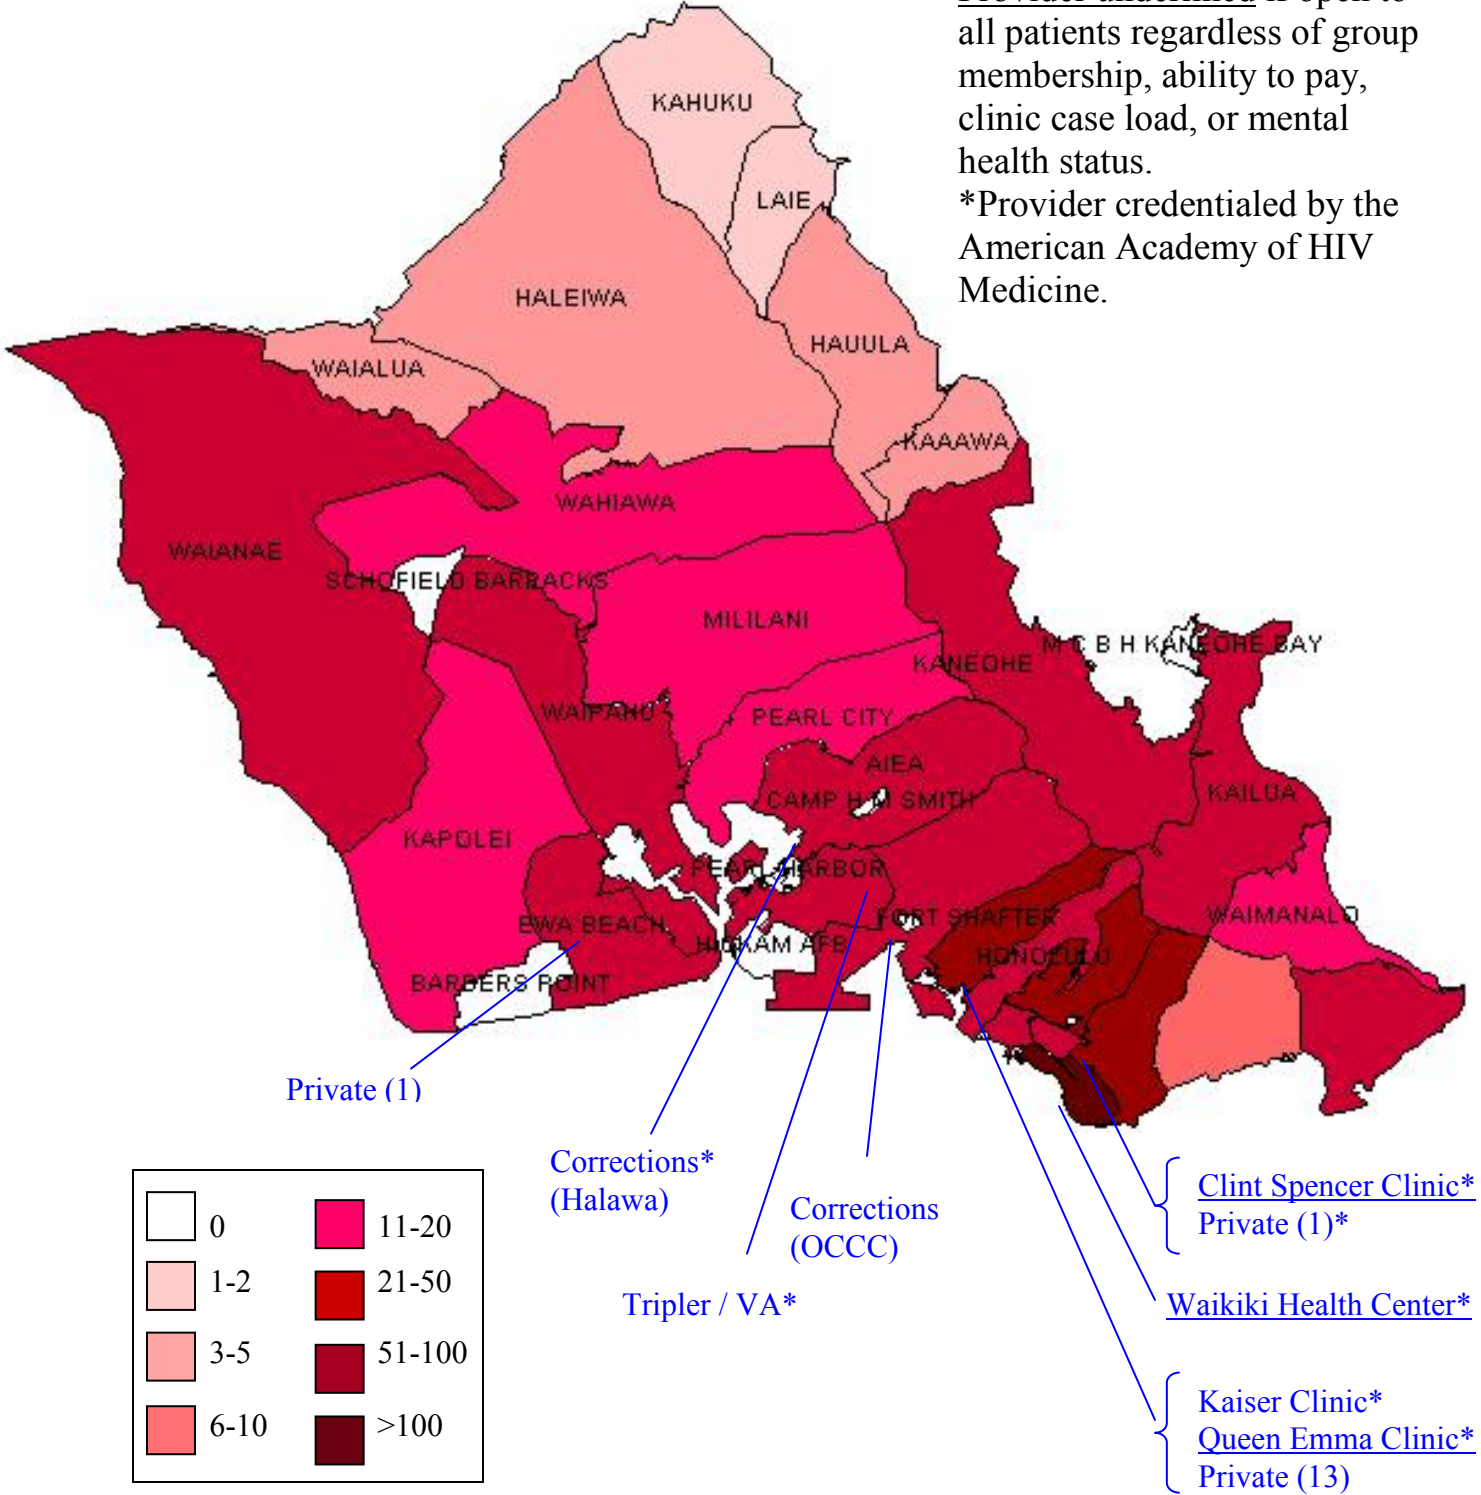 Provider underlined is open to
all patients regardless of group
membership, ability to pay,
clinic case load, or mental
health status.
*Provider credentialed by the
American Academy of HIV
Medicine.
KAHUKU
LAIE
HALEIWA
HAUULA
WAIALUA
KAAAWA
WAHIAWA
WAIANAE
SCHOFIELD BARRACKS
MILILANI
M C B H KANEOHE BAY
KANEOHE
WAIPAHU
PEARL CITY
AIEA
KAILUA
CAMP H M SMITH
KAPOLEI
PEARL HARBOR
EWA BEACH
FORT SHAFTER
WAIMANALO
HICKAM AFB
HONOLULU
BARBERS POINT
Private (1)
Corrections*
(Halawa)
Corrections
(OCCC)
Tripler / VA*
Clint Spencer Clinic*
Private (1)*
Waikiki Health Center*
Kaiser Clinic*
Queen Emma Clinic*
Private (13)
0
11-20
1-2
21-50
3-5
51-100
6-10
>100